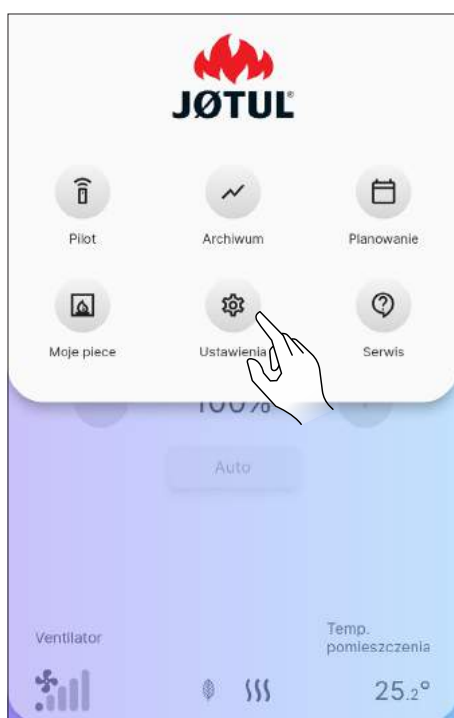 JØTUL®
Pilot
Archiwum
Planowanie
Moje piece
Ustawienia
Serwis
100%
Auto
Ventilator
Temp.
pomieszczenia
25.2°